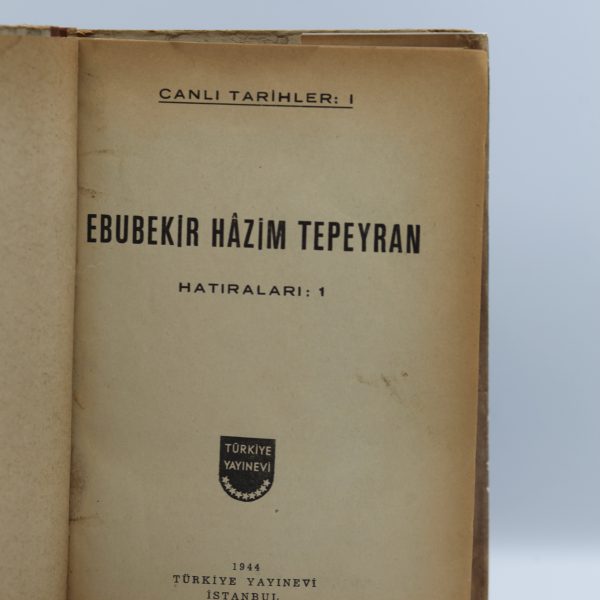 CANLI TARİHLER: I
EBUBEKİR HÂZİM TEPEYRAN
HATIRALARI: 1
TÜRKİYE
YAYINEVİ
1944
TÜRKİYE YAYINEVİ
İSTANBUL